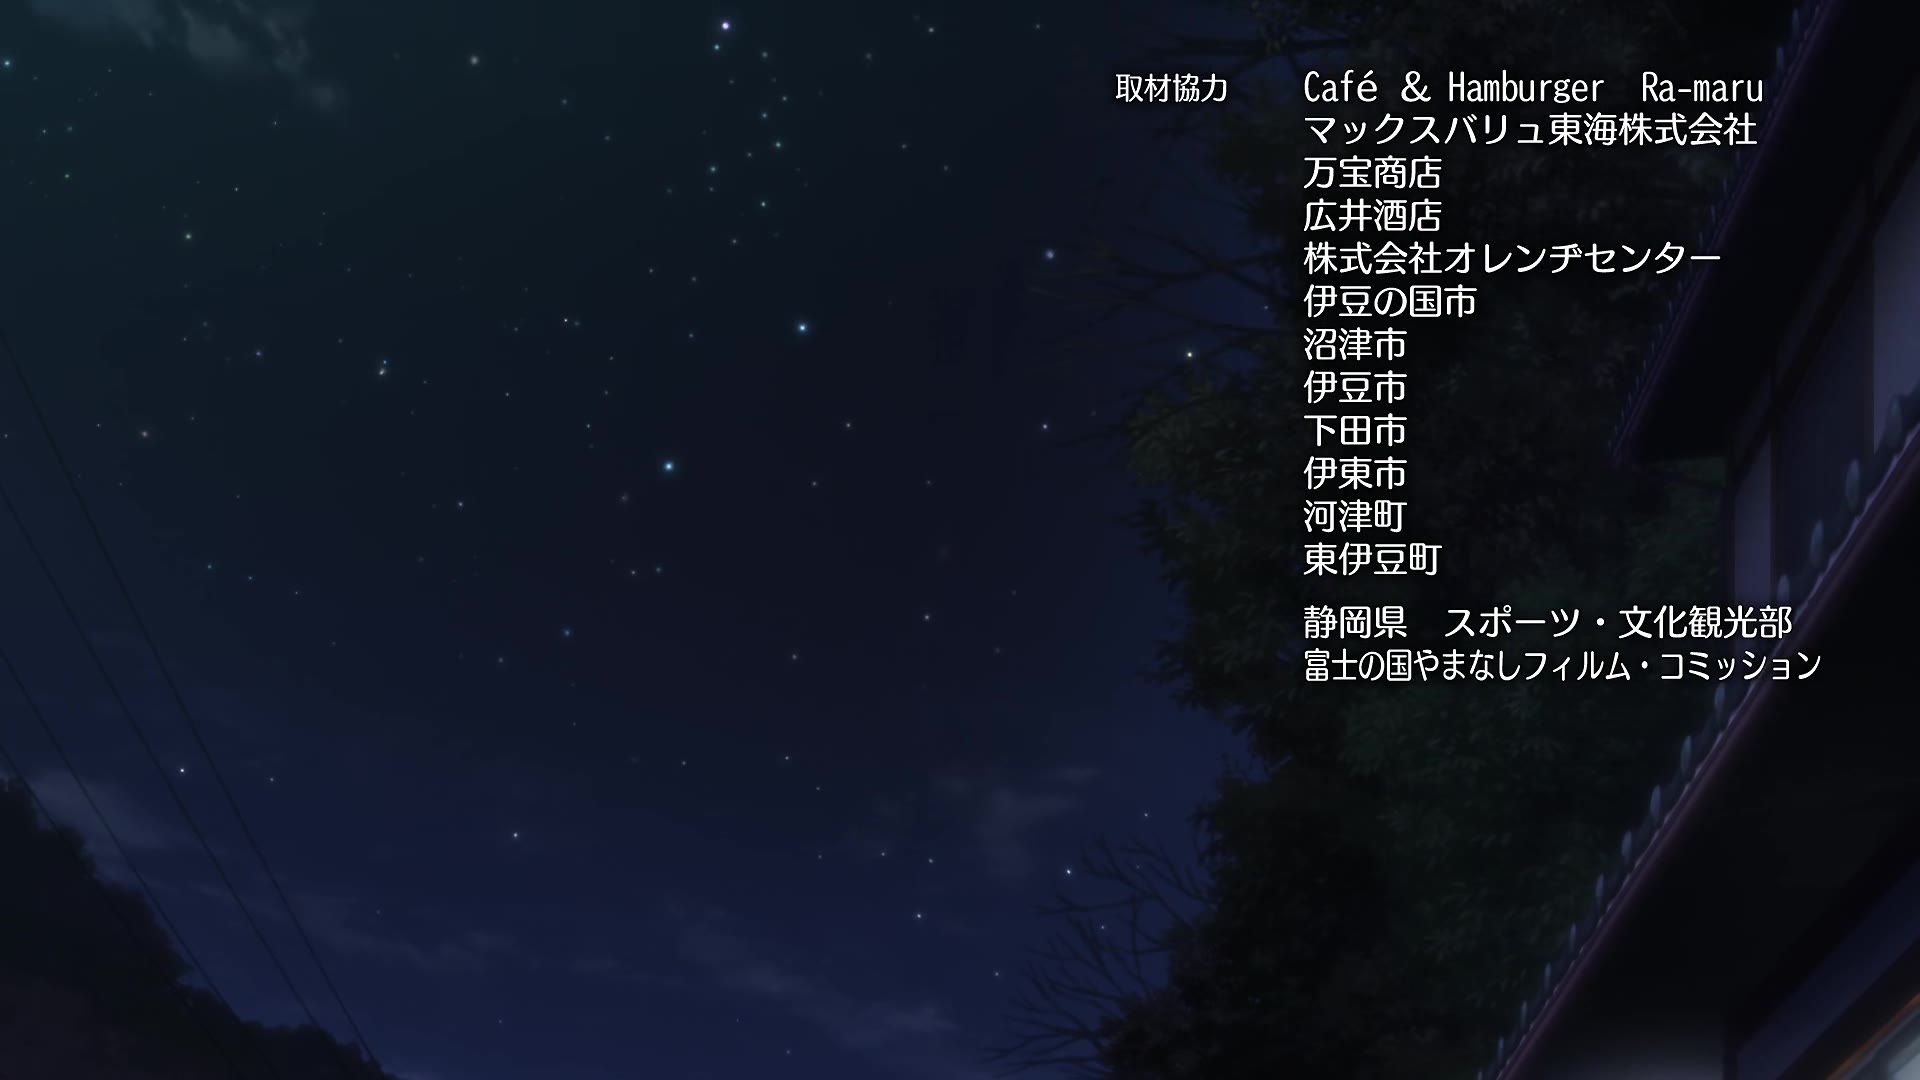 取材協力　Café ＆ Hamburger　Ra-maru
マックスバリュ東海株式会社
万宝商店
広井酒店
株式会社オレンヂセンター
伊豆の国市
沼津市
伊豆市
下田市
伊東市
河津町
東伊豆町
静岡県　スポーツ・文化観光部
富士の国やまなしフィルム・コミッション